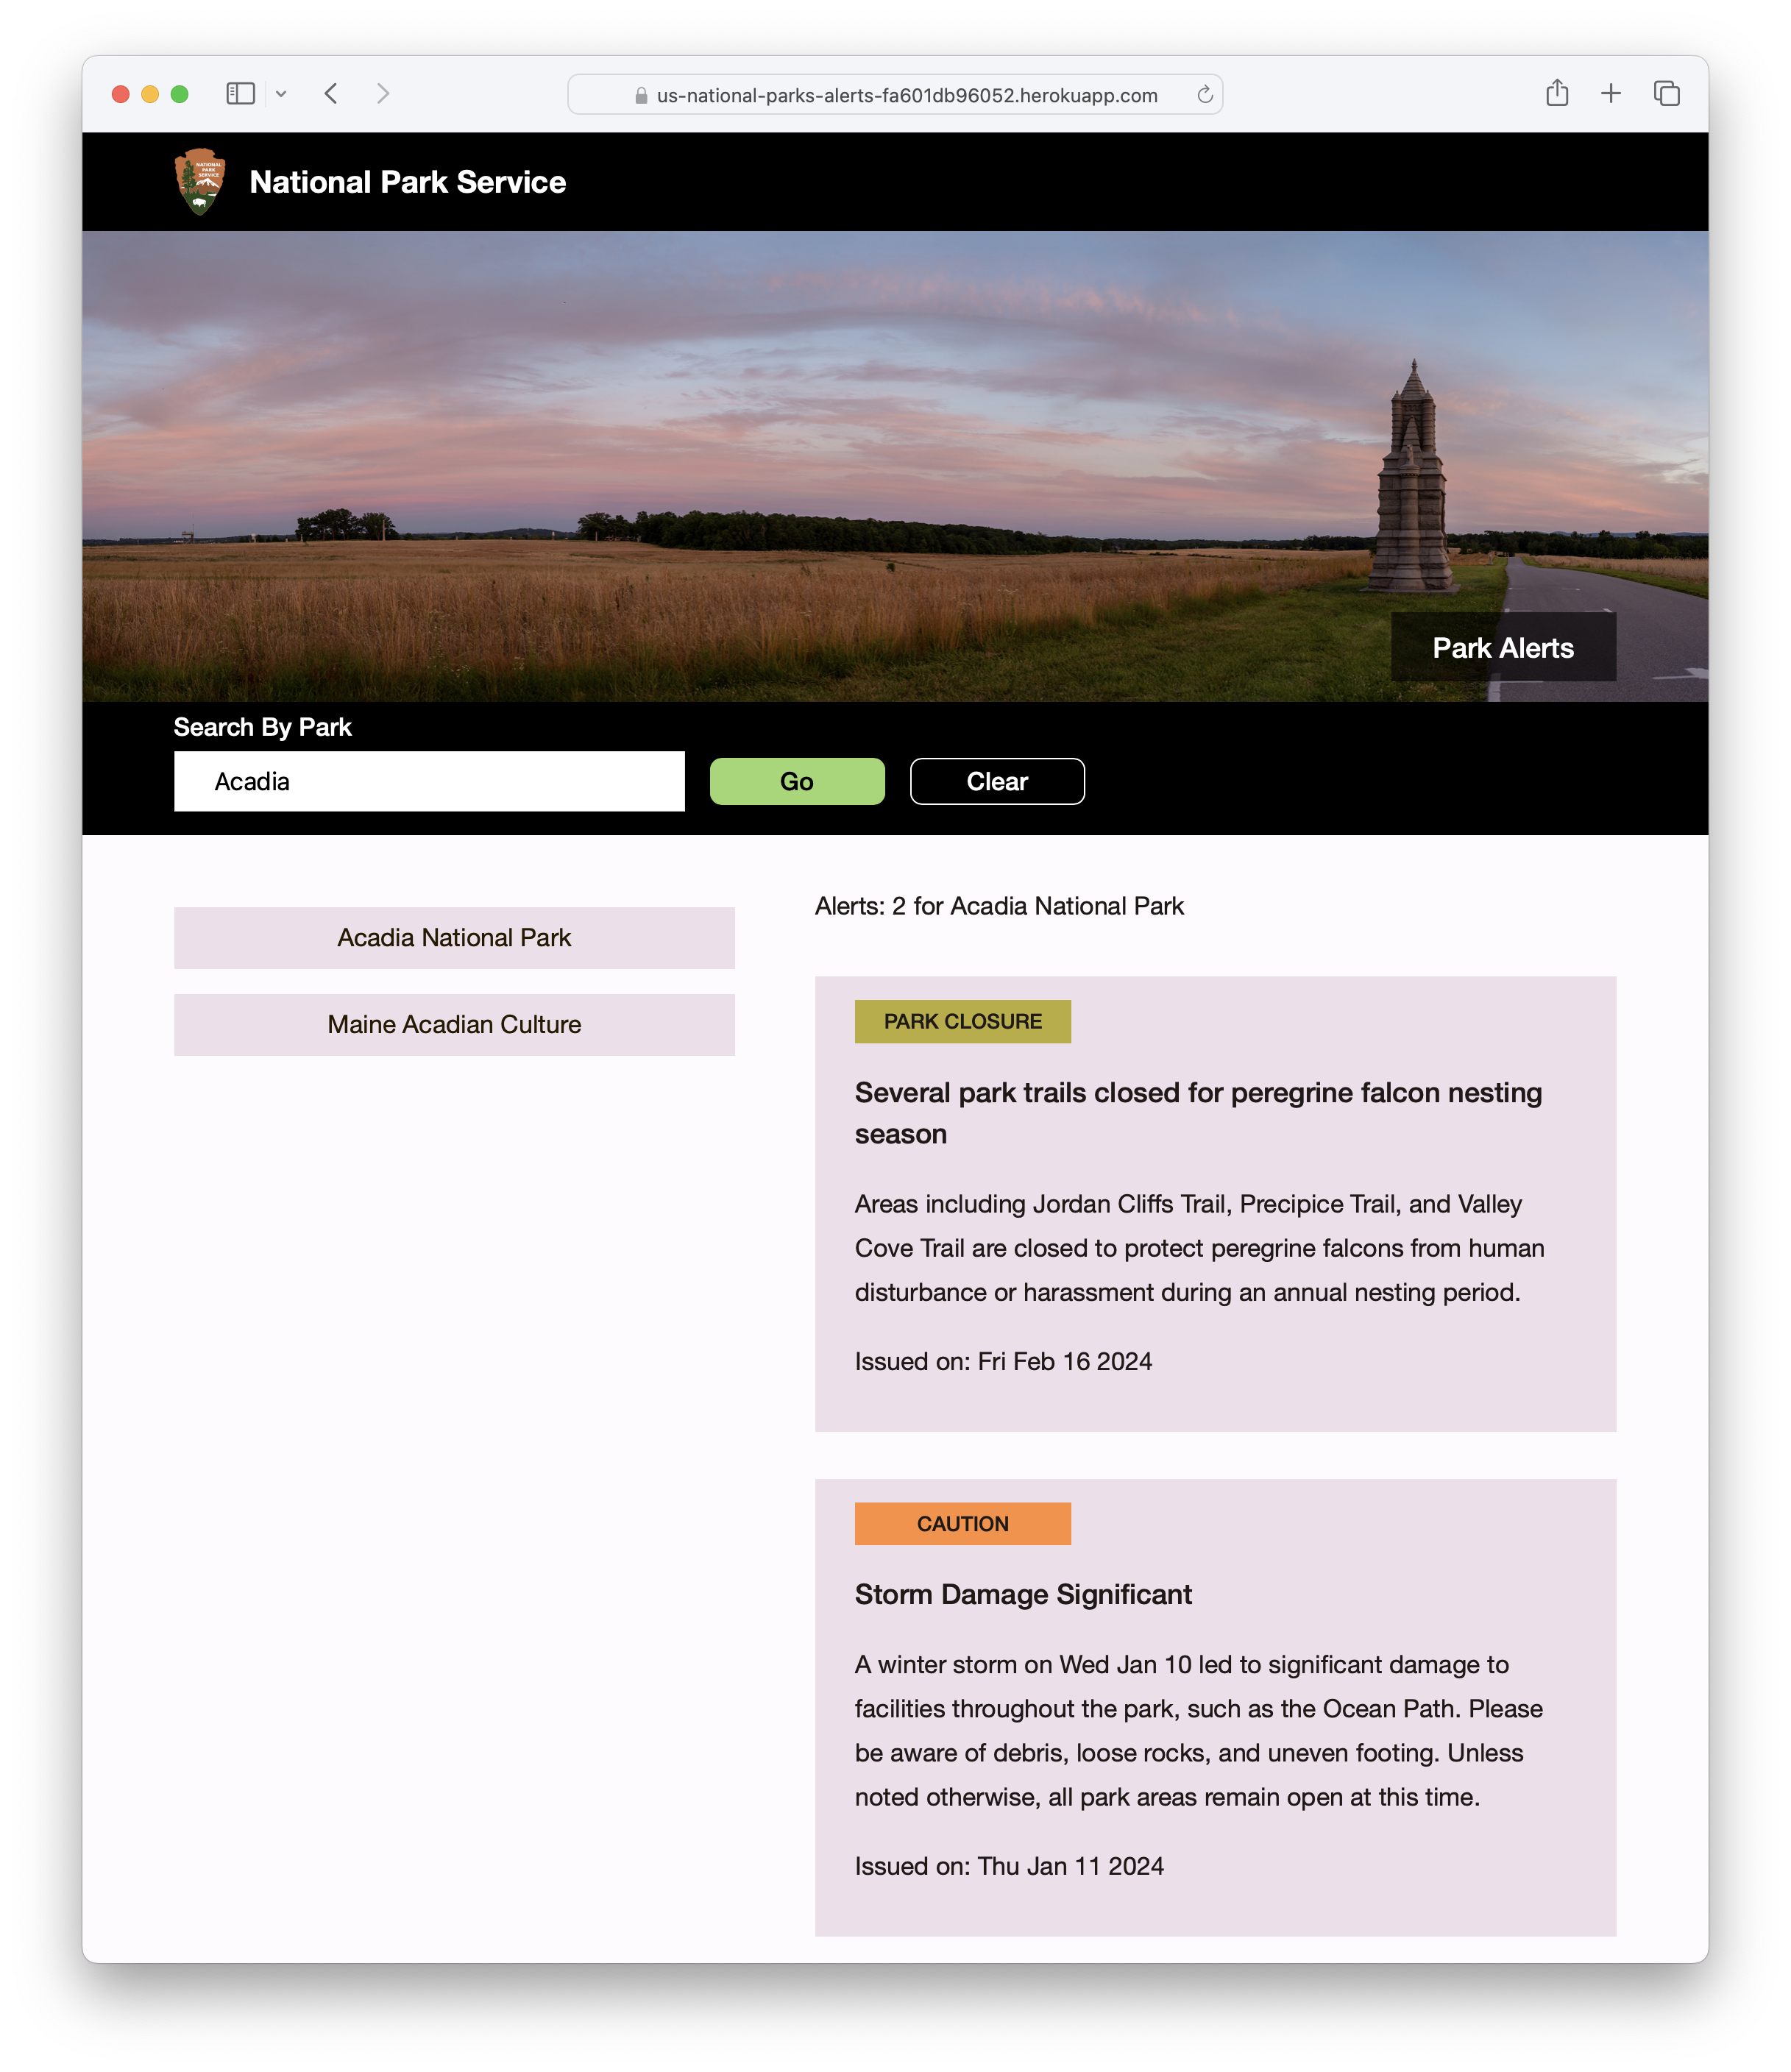 us-national-parks-alerts-fa601db96052.herokuapp.com
NATIONAL
PARK
SERVICE
National Park Service
Park Alerts
Search By Park
Acadia
Go
Clear
Acadia National Park
Maine Acadian Culture
Alerts: 2 for Acadia National Park
PARK CLOSURE
Several park trails closed for peregrine falcon nesting
season
Areas including Jordan Cliffs Trail, Precipice Trail, and Valley
Cove Trail are closed to protect peregrine falcons from human
disturbance or harassment during an annual nesting period.
Issued on: Fri Feb 16 2024
CAUTION
Storm Damage Significant
A winter storm on Wed Jan 10 led to significant damage to
facilities throughout the park, such as the Ocean Path. Please
be aware of debris, loose rocks, and uneven footing. Unless
noted otherwise, all park areas remain open at this time.
Issued on: Thu Jan 11 2024